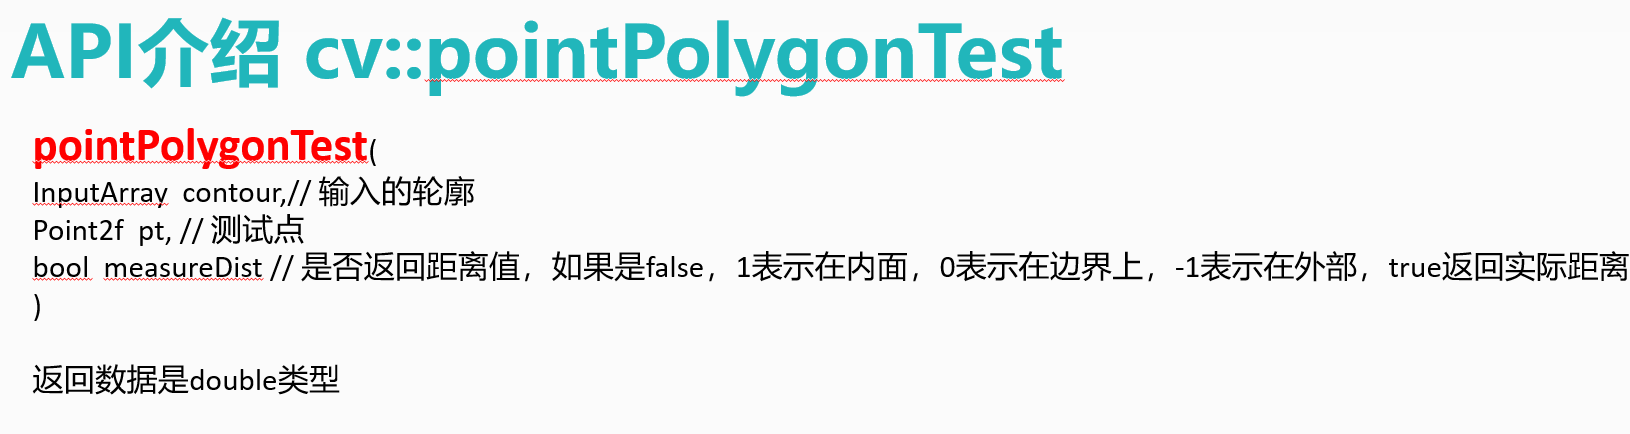 API介绍 cv::pointPolygonTest
pointPolygonTest(
InputArray contour,// 输入的轮廓
Point2f pt, // 测试点
bool measureDist // 是否返回距离值，如果是false，1表示在内面，0表示在边界上，-1表示在外部，true返回实际距离
)
返回数据是double类型